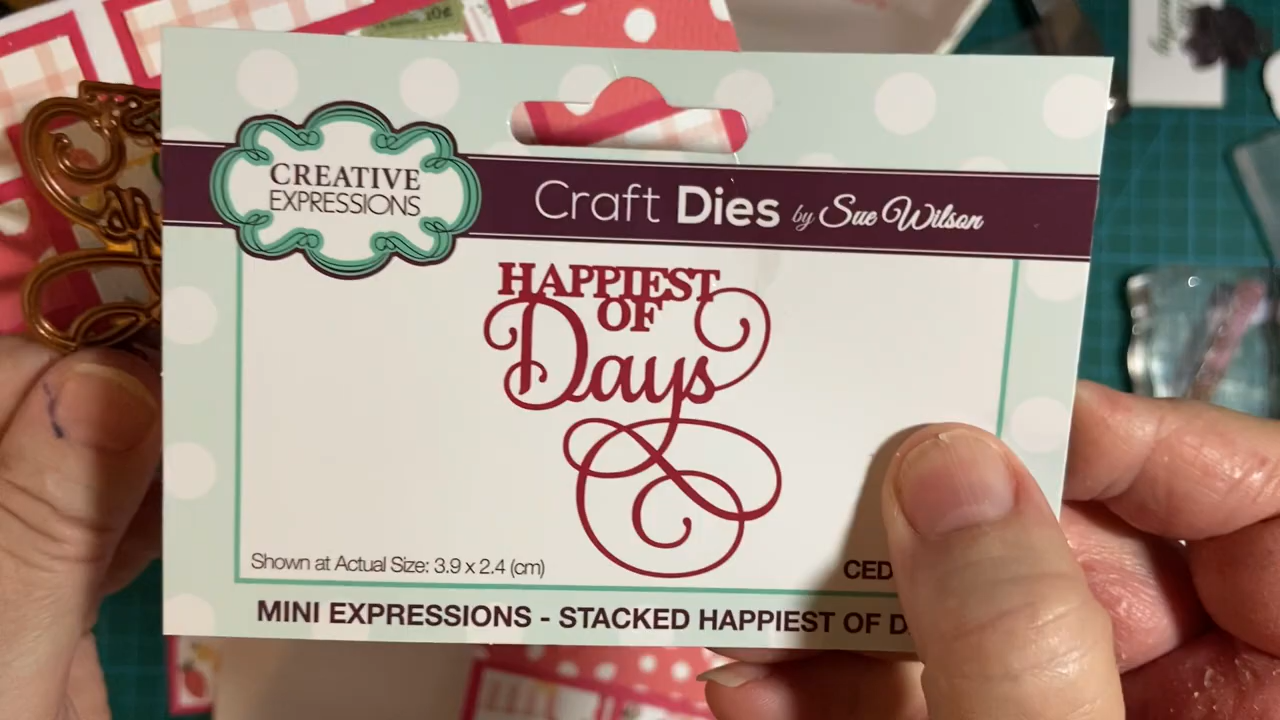 10¢
CREATIVE
EXPRESSIONS
Craft Dies by Sue Wilson
HAPPIEST
OF
Days
Shown at Actual Size: 3.9 x 2.4 (cm)
CED
MINI EXPRESSIONS - STACKED HAPPIEST OF D